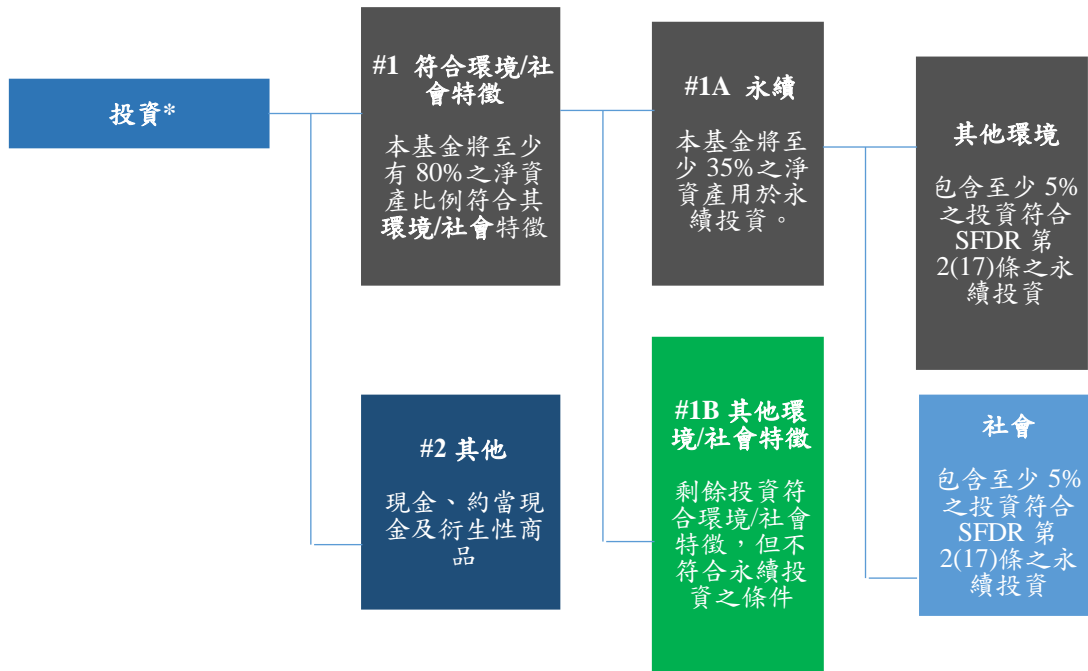 投資*
#1 符合環境/社
會特徵
本基金將至少
有 80%之淨資
產比例符合其
環境/社會特徵
#1A 永續
本基金將至
少 35%之淨
資產用於永
續投資。
其他環境
包含至少 5%
之投資符合
SFDR 第
2(17)條之永
續投資
#2 其他
現金、約當現
金及衍生性商
品
#1B 其他環
境/社會特徵
剩餘投資符
合環境/社會
特徵，但不
符合永續投
資之條件
社會
包含至少 5%
之投資符合
SFDR 第
2(17)條之永
續投資